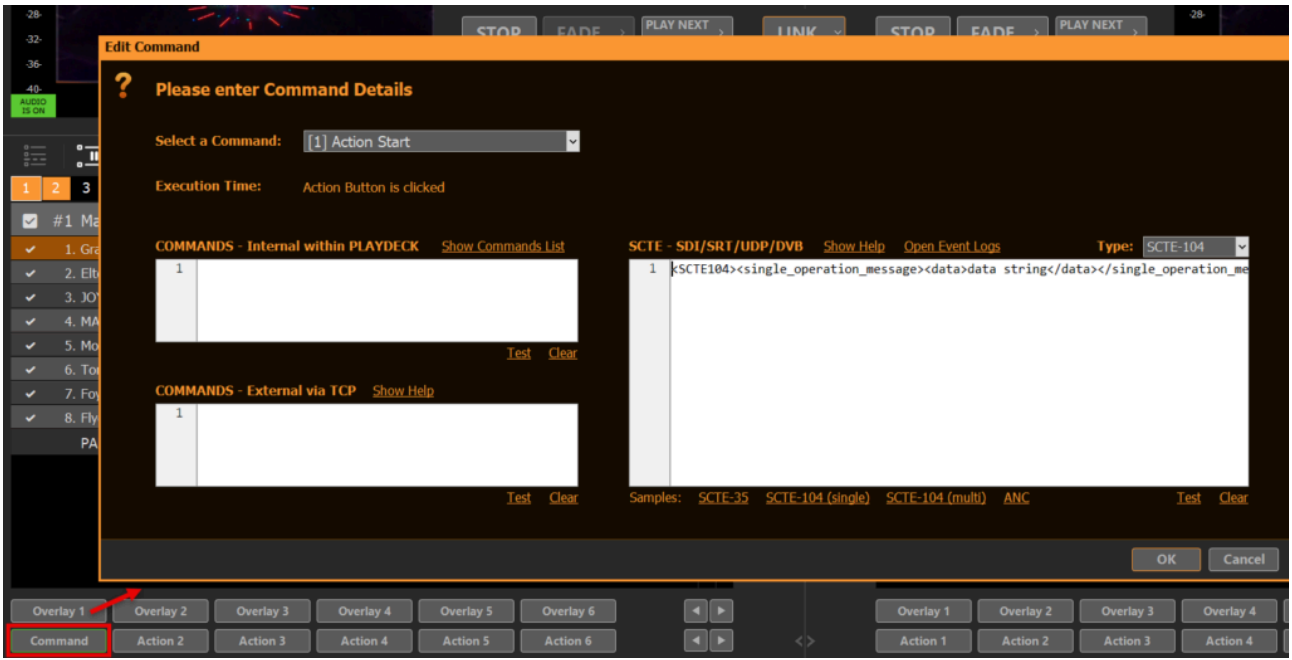 -28-
-32-
-36-
-40-
AUDIO
IS ON
STOP
FADE
PLAY NEXT
LINK
STOP
FADE
PLAY NEXT
-28-
Edit Command
?
Please enter Command Details
Select a Command:
[1] Action Start
Execution Time:
Action Button is clicked
1 2 3
#1 Ma
1. Gra
2. Elt
3. JO
4. MA
5. Mo
6. Tor
7. Foy
8. Fly
PA
COMMANDS - Internal within PLAYDECK Show Commands List
1
Test Clear
COMMANDS - External via TCP Show Help
1
Test Clear
SCTE - SDI/SRT/UDP/DVB Show Help Open Event Logs Type: SCTE-104
1 <SCTE104><single_operation_message><data>data string</data></single_operation_me
Samples: SCTE-35 SCTE-104 (single) SCTE-104 (multi) ANC Test Clear
OK Cancel
Overlay 1 Overlay 2 Overlay 3 Overlay 4 Overlay 5 Overlay 6 Overlay 1 Overlay 2 Overlay 3 Overlay 4
Command Action 2 Action 3 Action 4 Action 5 Action 6 <> Action 1 Action 2 Action 3 Action 4